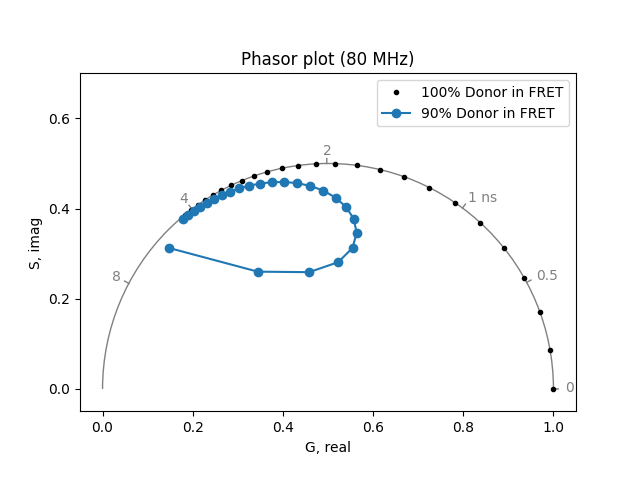 Phasor plot (80 MHz)
100% Donor in FRET
90% Donor in FRET
S, imag
0.6
0.4
0.2
0.0
8
4
2
1 ns
0.5
0
0.0 0.2 0.4 0.6 0.8 1.0
G, real